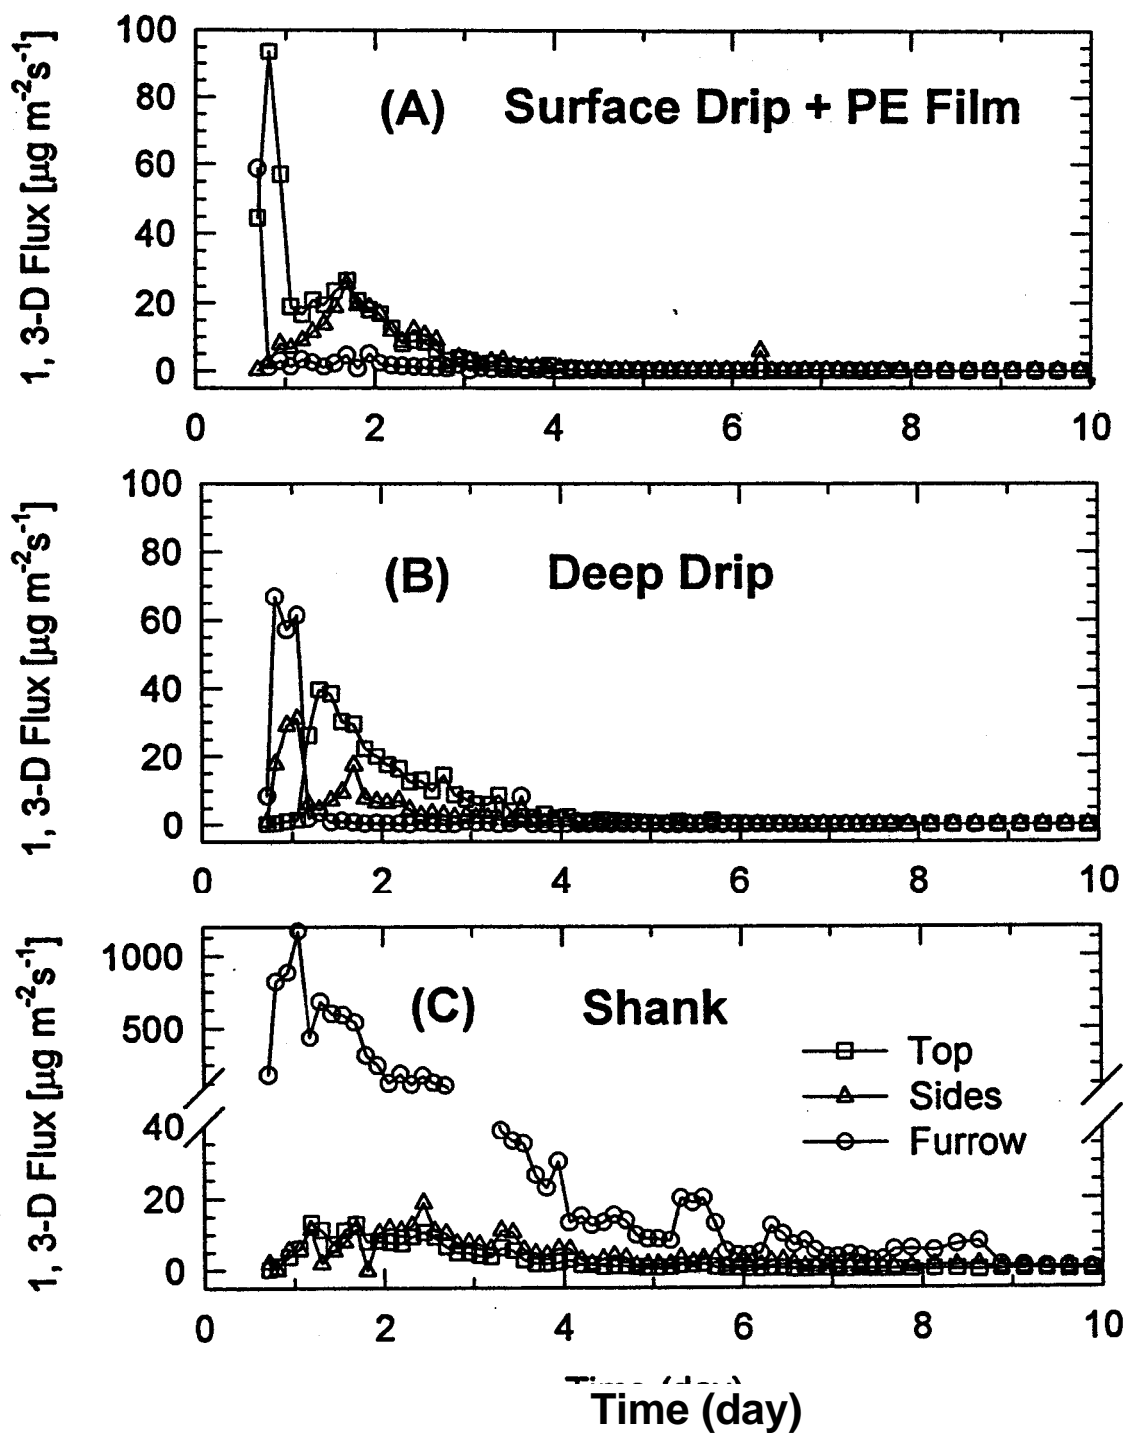 1, 3-D Flux [µg m⁻²s⁻¹]
100
80
60
40
20
0
(A) Surface Drip + PE Film
0 2 4 6 8 10
1, 3-D Flux [µg m⁻²s⁻¹]
100
80
60
40
20
0
(B) Deep Drip
0 2 4 6 8 10
1, 3-D Flux [µg m⁻²s⁻¹]
1000
500
40
20
0
(C) Shank
Top
Sides
Furrow
0 2 4 6 8 10
Time (day)
Time (day)